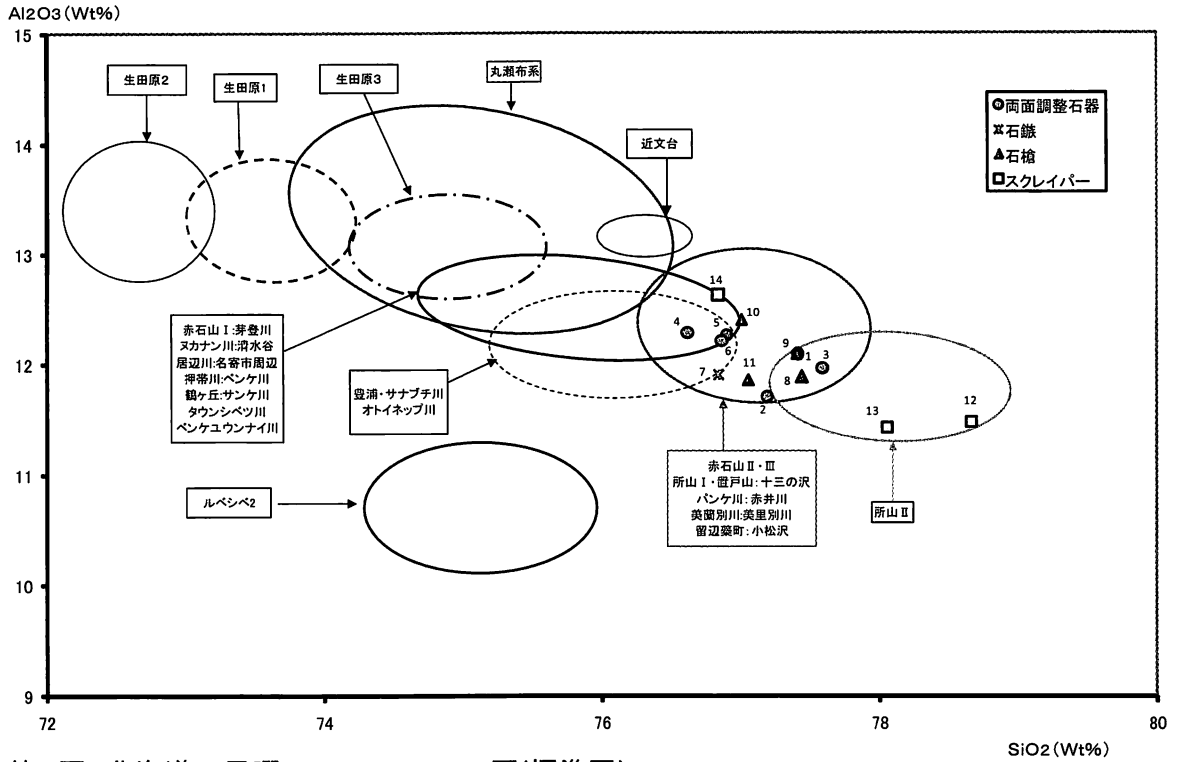 Al2O3(Wt%)
15
14
13
12
11
10
9
72
74
76
78
80
SiO2(Wt%)
生田原2
生田原1
生田原3
丸瀬布系
近文台
両面調整石器
石鏃
石槍
スクレイパー
赤石山Ⅰ:芽登川
ヌカナン川:清水谷
居辺川:名寄市周辺
押帯川:ペンケ川
鶴ヶ丘:サンケ川
タウンシベツ川
ペンケユウンナイ川
豊浦・サナブチ川
オトイネップ川
ルベシベ2
赤石山Ⅱ・Ⅲ
所山Ⅰ・曽戸山:十三の沢
パンケ川:赤井川
美蘭別川:美里別川
留辺蘂町:小松沢
所山Ⅱ
14
10
4
5
6
7
11
9
1
3
8
2
13
12